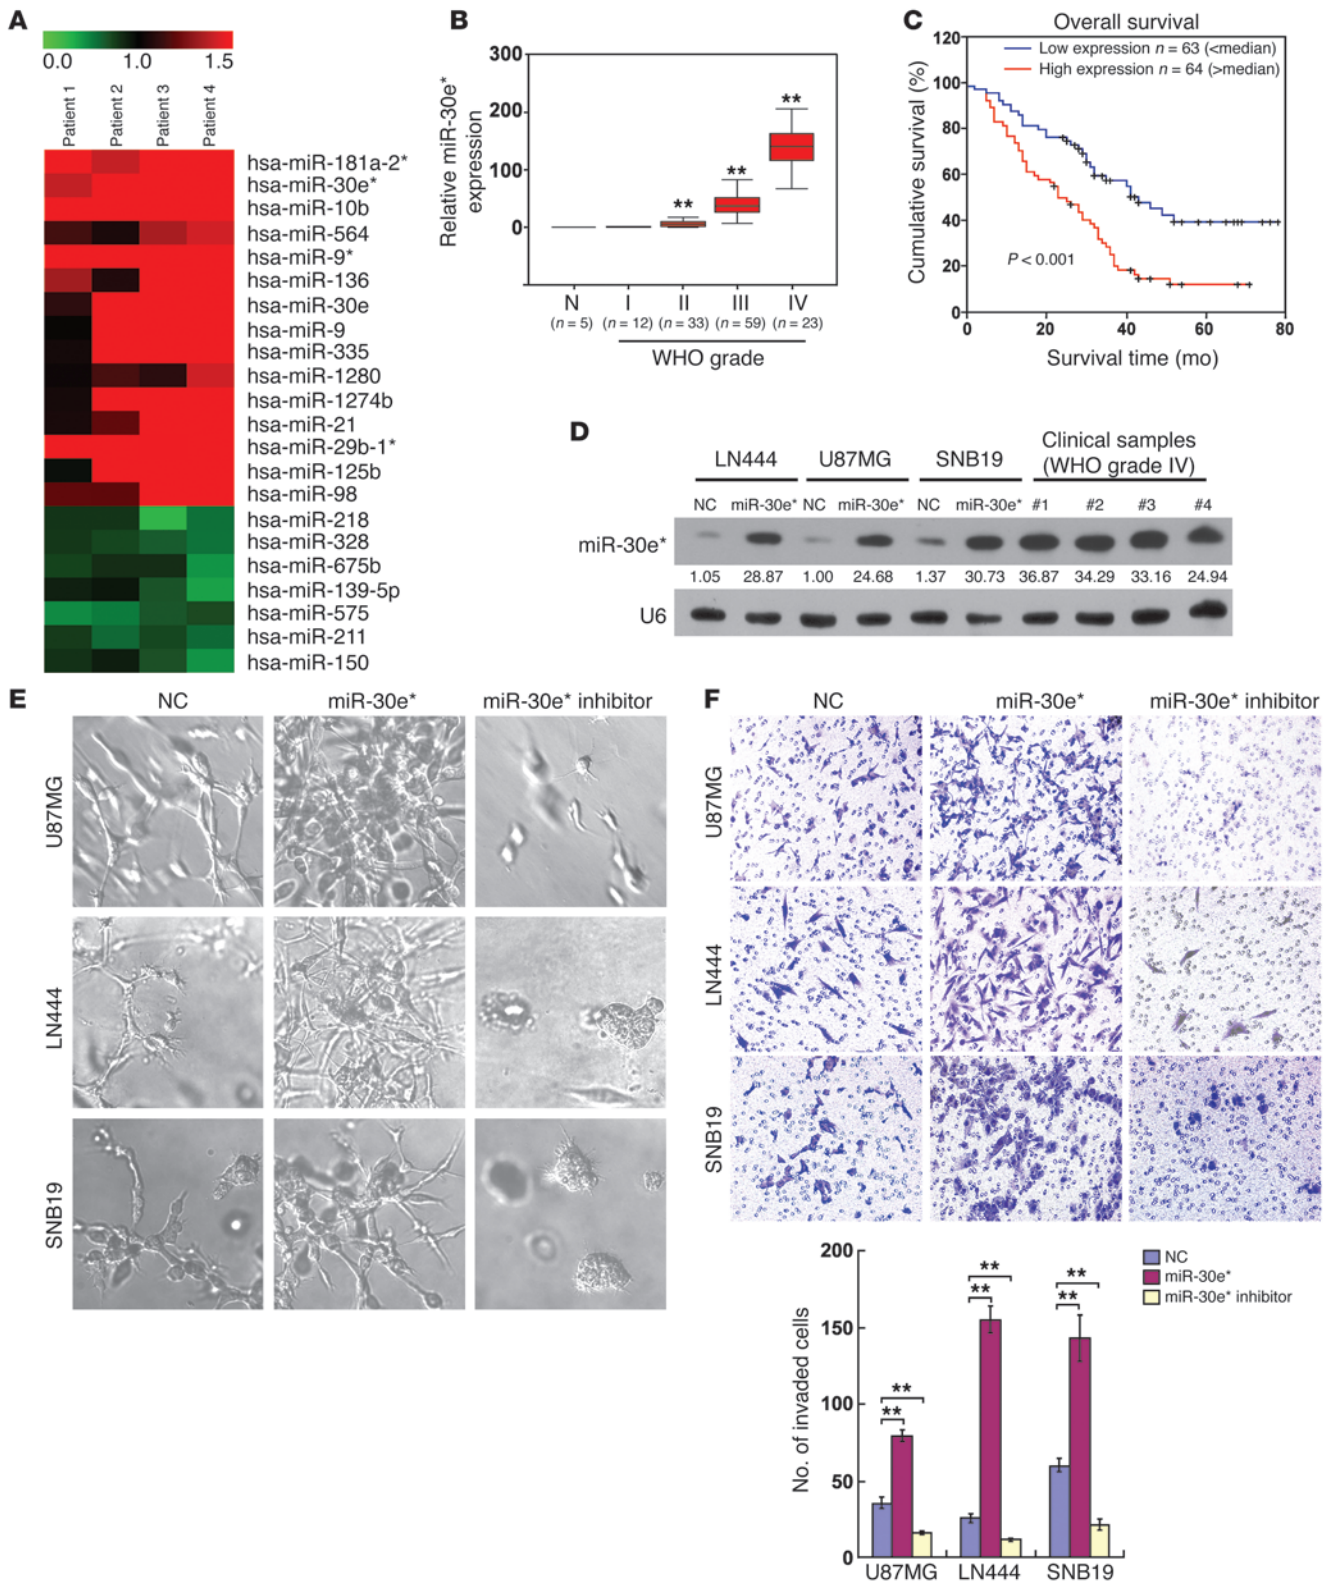 A
0.0 1.0 1.5
Patient 1
Patient 2
Patient 3
Patient 4
hsa-miR-181a-2*
hsa-miR-30e*
hsa-miR-10b
hsa-miR-564
hsa-miR-9*
hsa-miR-136
hsa-miR-30e
hsa-miR-9
hsa-miR-335
hsa-miR-1280
hsa-miR-1274b
hsa-miR-21
hsa-miR-29b-1*
hsa-miR-125b
hsa-miR-98
hsa-miR-218
hsa-miR-328
hsa-miR-675b
hsa-miR-139-5p
hsa-miR-575
hsa-miR-211
hsa-miR-150
B
Relative miR-30e*
expression
300
200
100
0
**
**
**
N I II III IV
(n = 5) (n = 12) (n = 33) (n = 59) (n = 23)
WHO grade
C
Overall survival
Cumulative survival (%)
120
100
80
60
40
20
0
Low expression n = 63 (<median)
High expression n = 64 (>median)
P < 0.001
0 20 40 60 80
Survival time (mo)
D
LN444 U87MG SNB19 Clinical samples
(WHO grade IV)
NC miR-30e* NC miR-30e* NC miR-30e* #1 #2 #3 #4
miR-30e*
1.05 28.87 1.00 24.68 1.37 30.73 36.87 34.29 33.16 24.94
U6
E
NC miR-30e* miR-30e* inhibitor
U87MG
LN444
SNB19
F
NC miR-30e* miR-30e* inhibitor
U87MG
LN444
SNB19
No. of invaded cells
200
150
100
50
0
**
**
**
**
**
**
NC
miR-30e*
miR-30e* inhibitor
U87MG LN444 SNB19